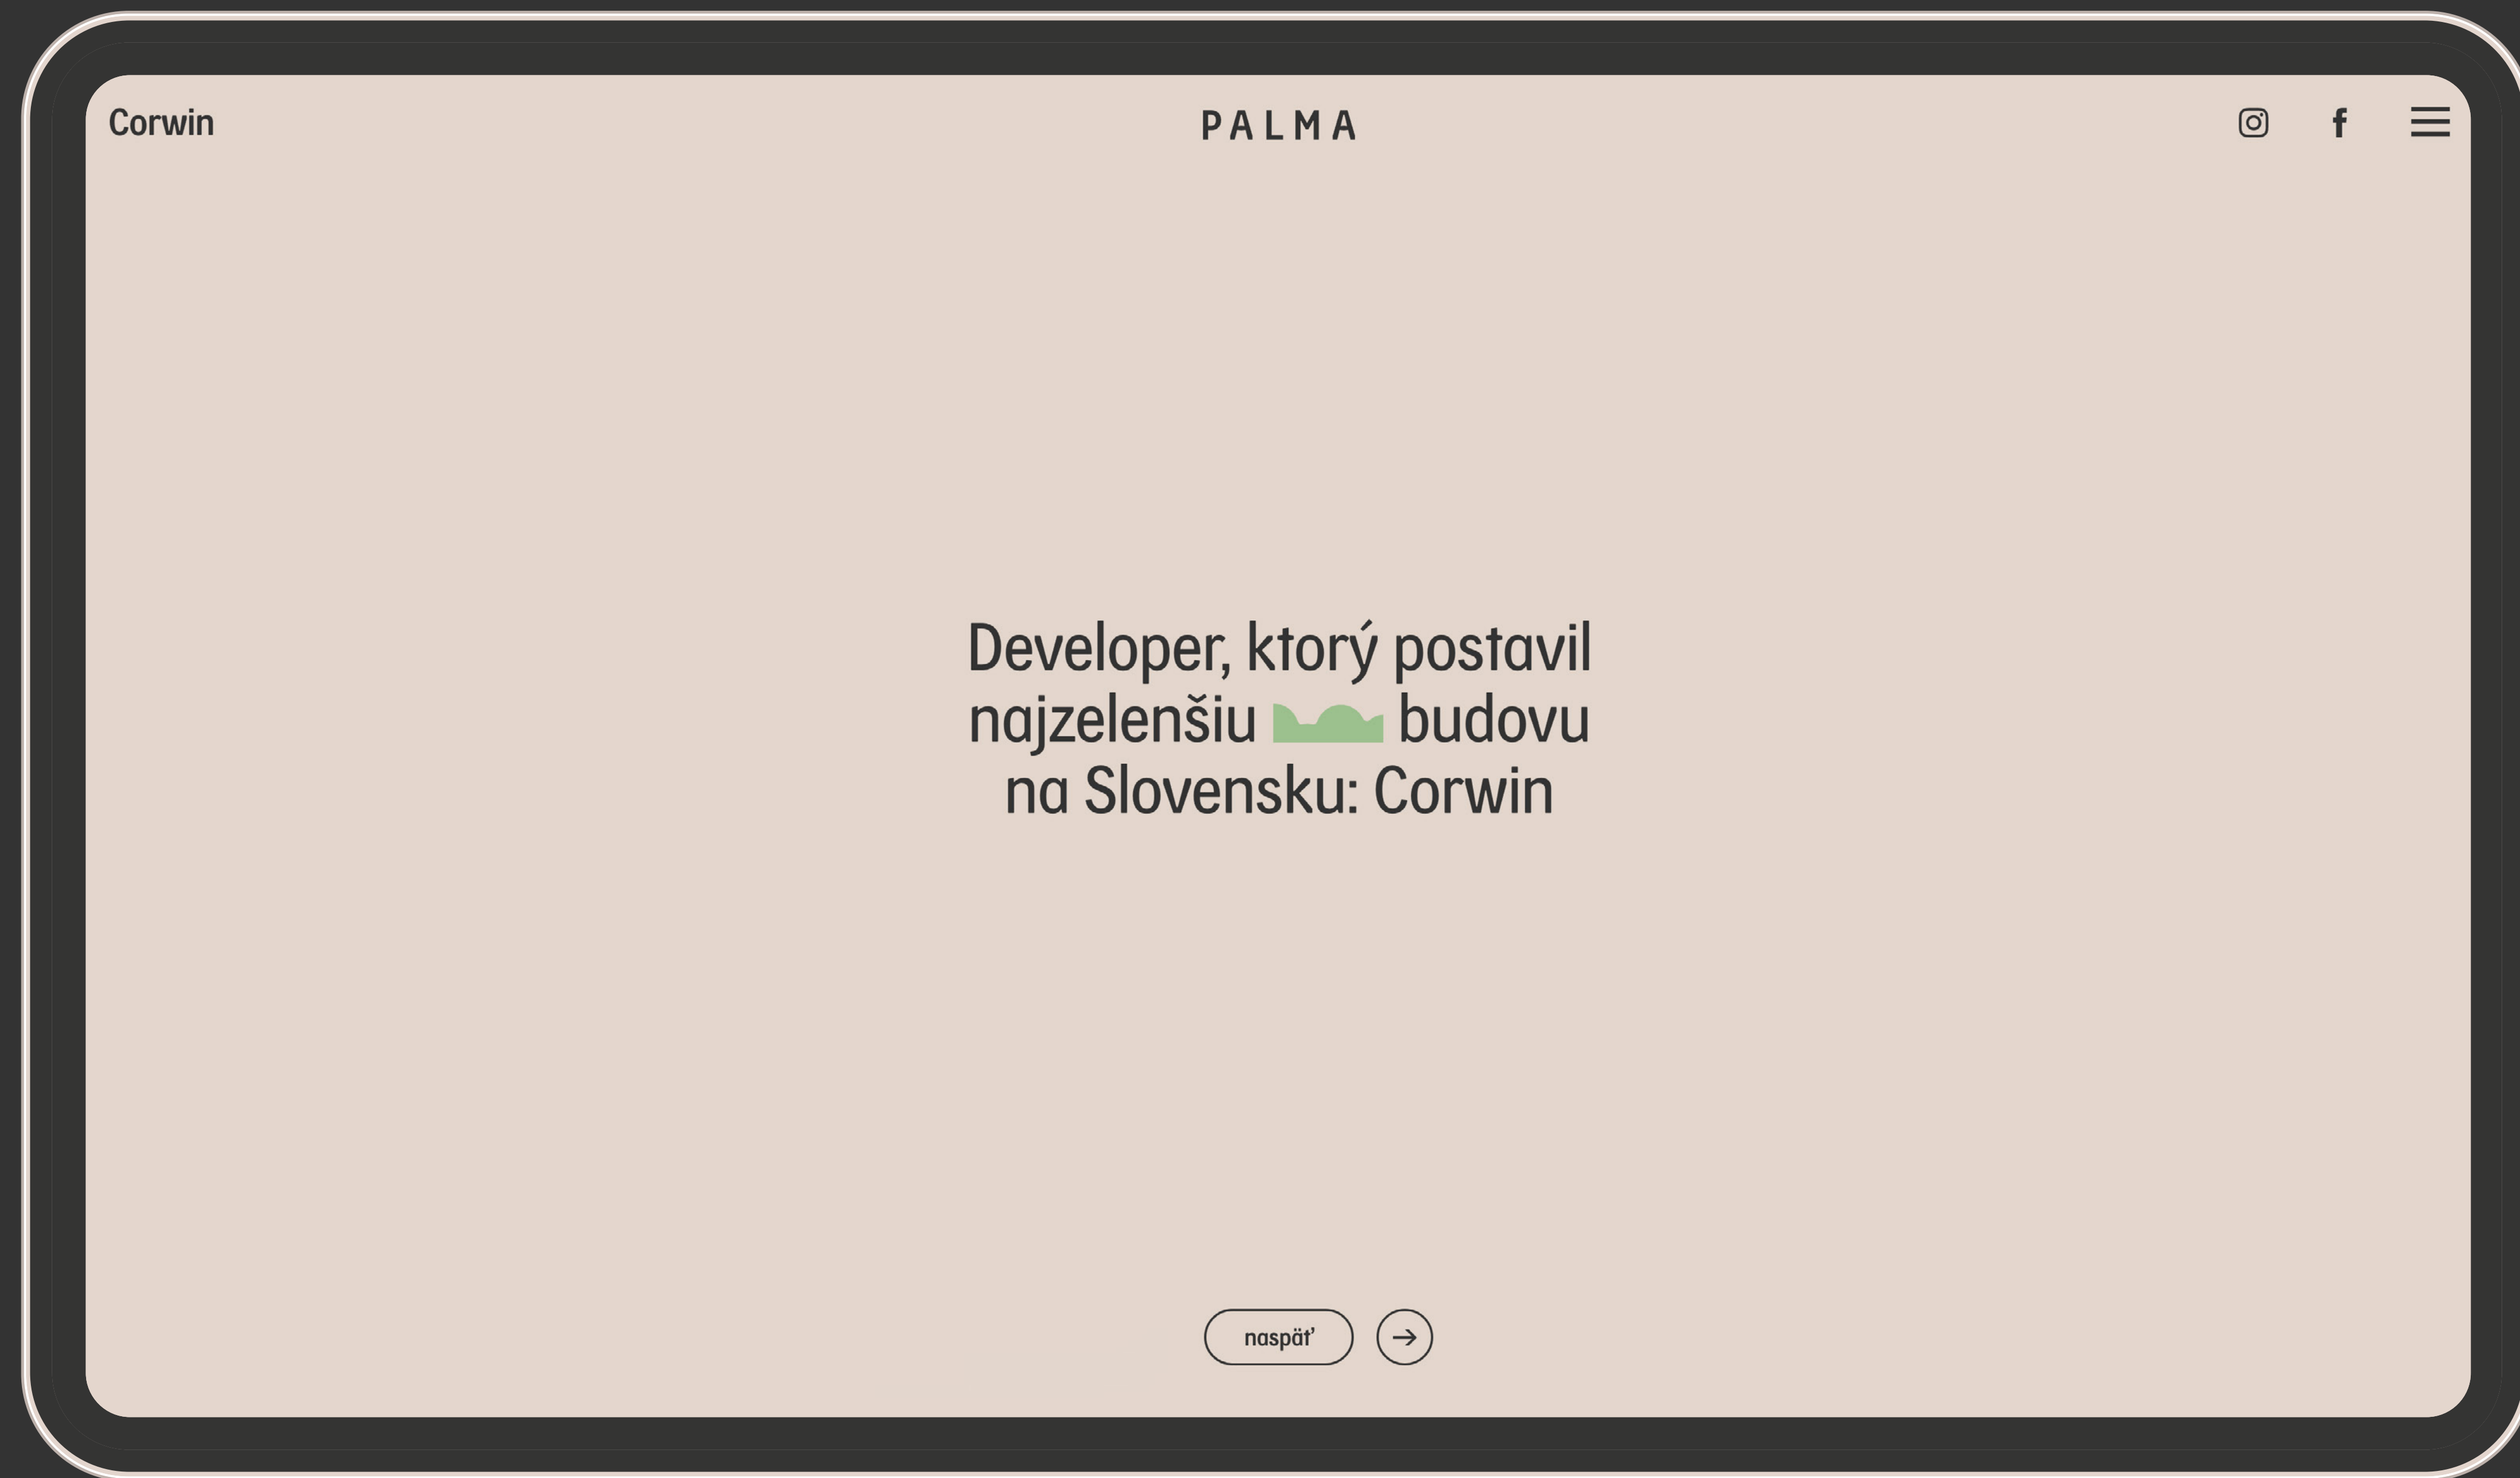 Corwin
PALMA
Developer, ktorý postavil
najzelenšiu budovu
na Slovensku: Corwin
naspäť